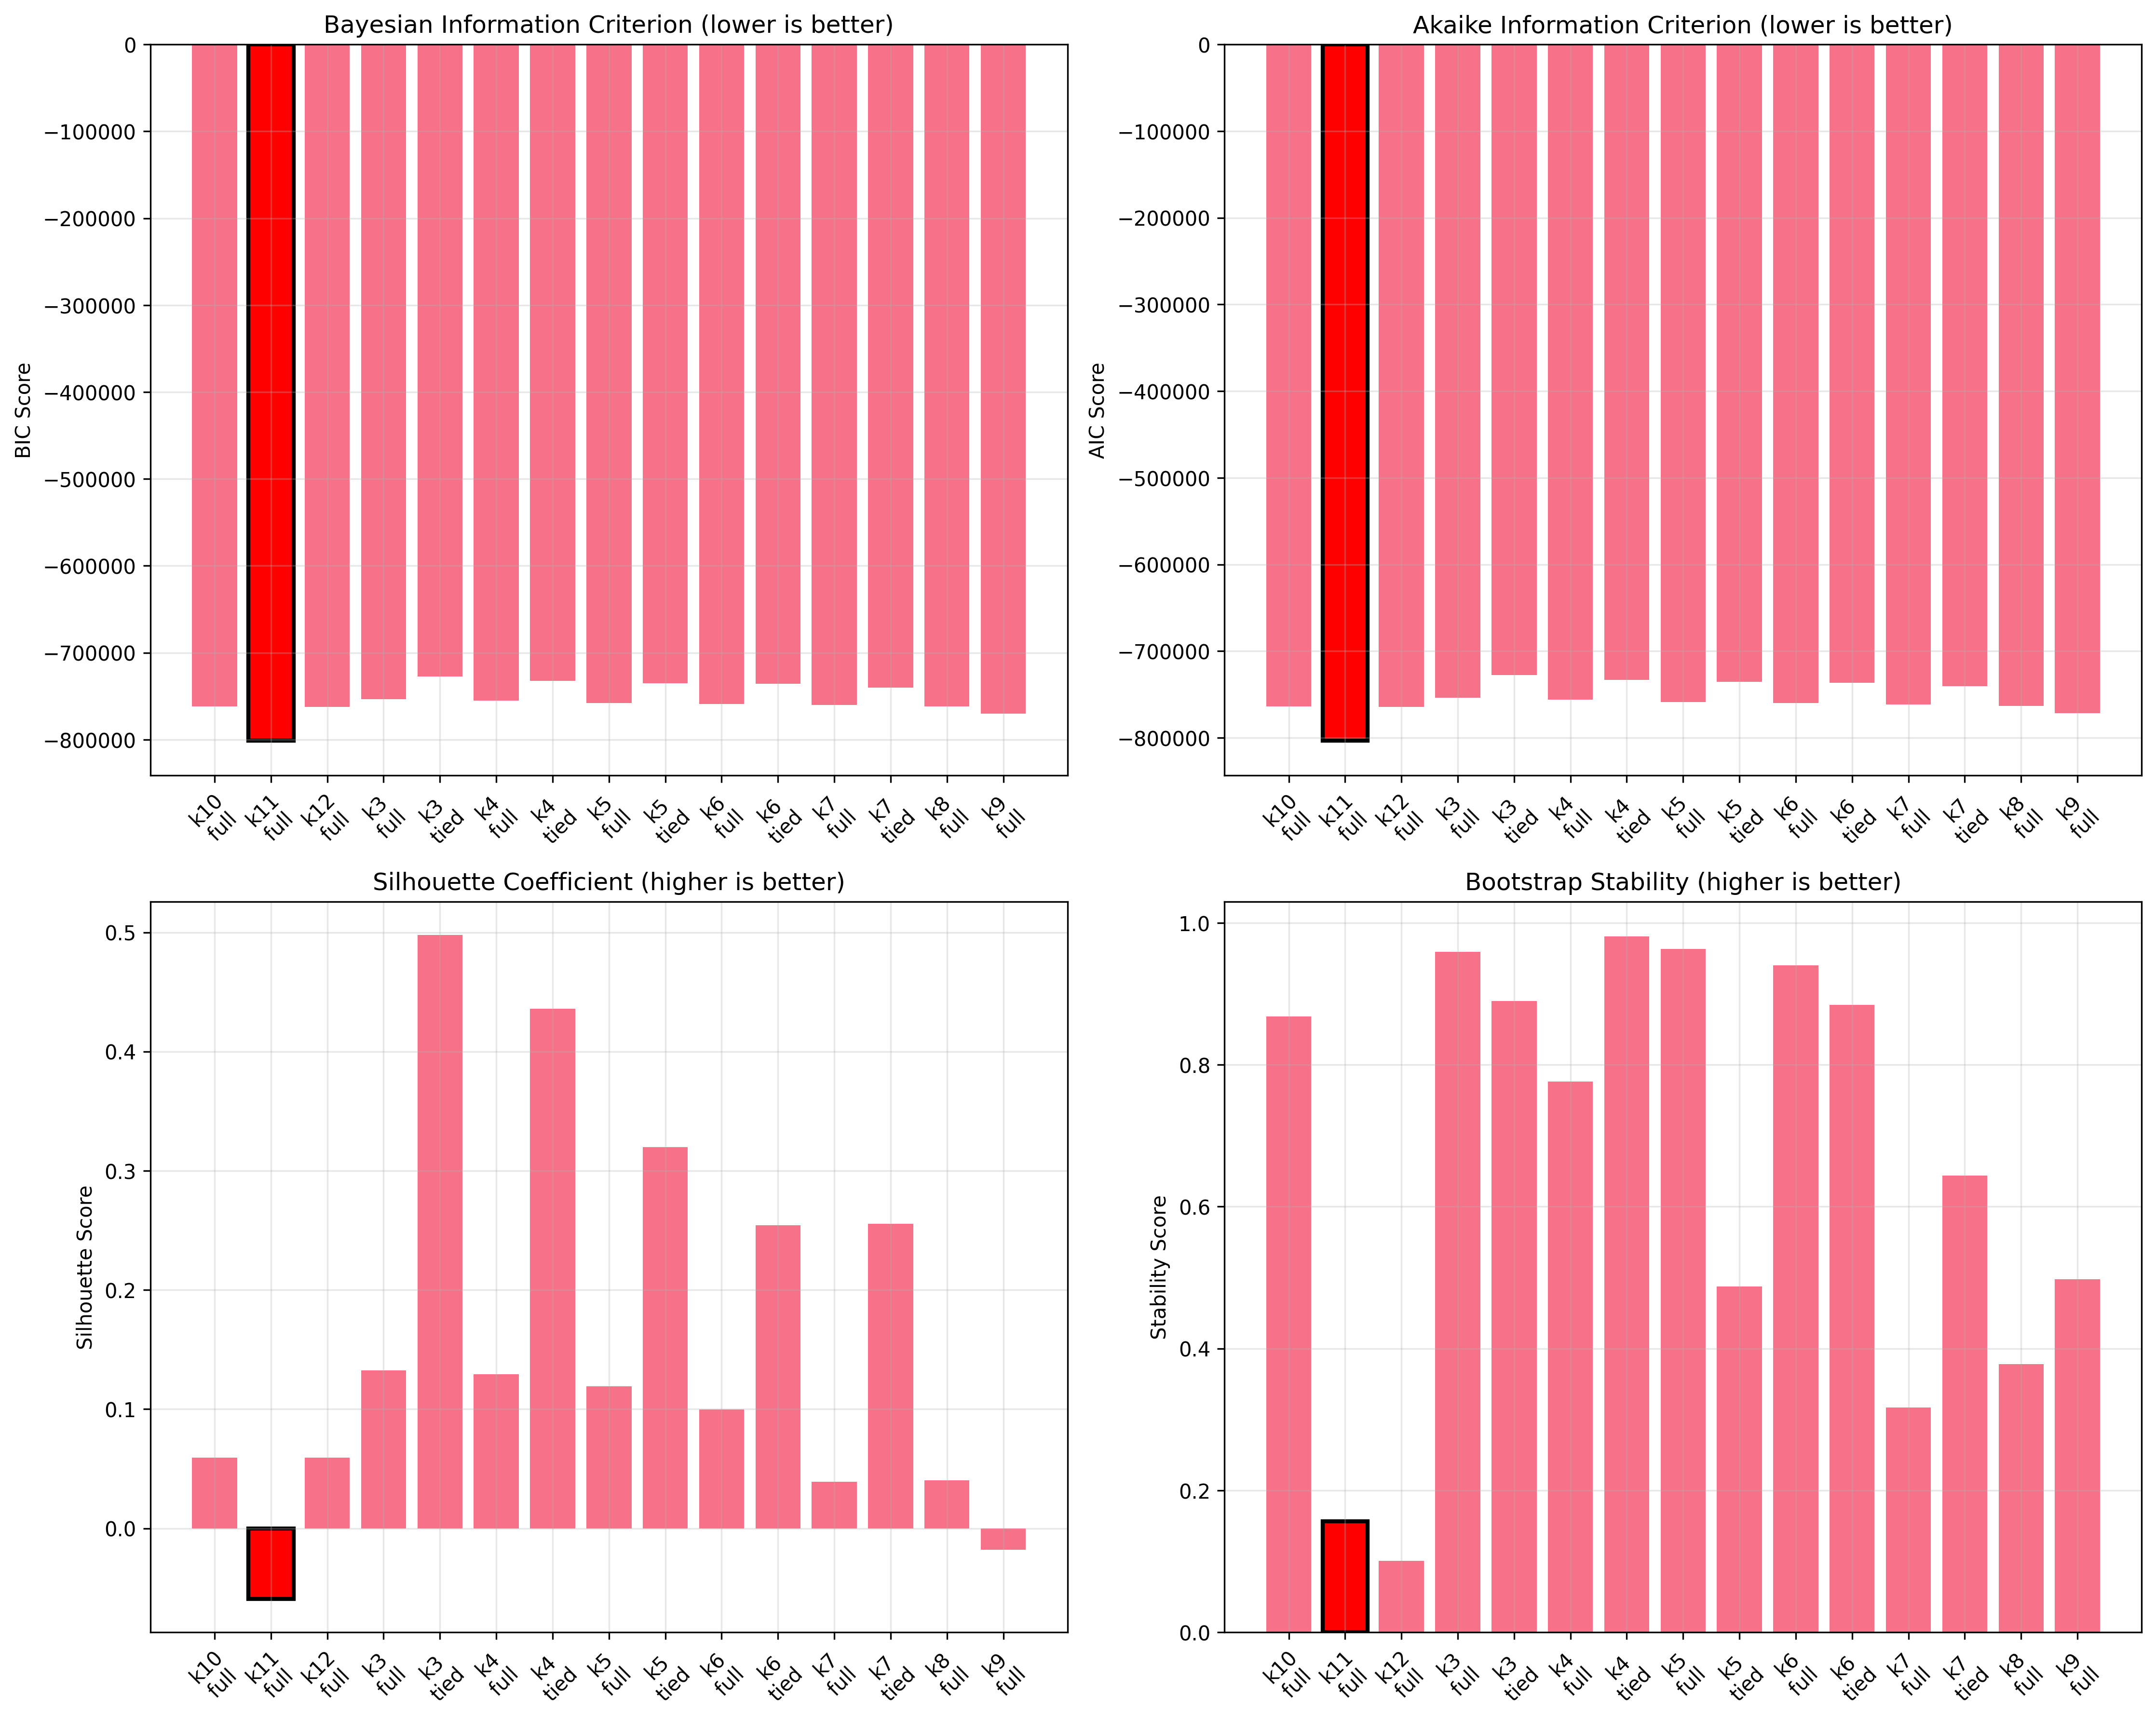 Bayesian Information Criterion (lower is better)
BIC Score
0
−100000
−200000
−300000
−400000
−500000
−600000
−700000
−800000
k10
full
k11
full
k12
full
k3
full
k3
tied
k4
full
k4
tied
k5
full
k5
tied
k6
full
k6
tied
k7
full
k7
tied
k8
full
k9
full
Akaike Information Criterion (lower is better)
AIC Score
0
−100000
−200000
−300000
−400000
−500000
−600000
−700000
−800000
k10
full
k11
full
k12
full
k3
full
k3
tied
k4
full
k4
tied
k5
full
k5
tied
k6
full
k6
tied
k7
full
k7
tied
k8
full
k9
full
Silhouette Coefficient (higher is better)
Silhouette Score
0.5
0.4
0.3
0.2
0.1
0.0
k10
full
k11
full
k12
full
k3
full
k3
tied
k4
full
k4
tied
k5
full
k5
tied
k6
full
k6
tied
k7
full
k7
tied
k8
full
k9
full
Bootstrap Stability (higher is better)
Stability Score
1.0
0.8
0.6
0.4
0.2
0.0
k10
full
k11
full
k12
full
k3
full
k3
tied
k4
full
k4
tied
k5
full
k5
tied
k6
full
k6
tied
k7
full
k7
tied
k8
full
k9
full